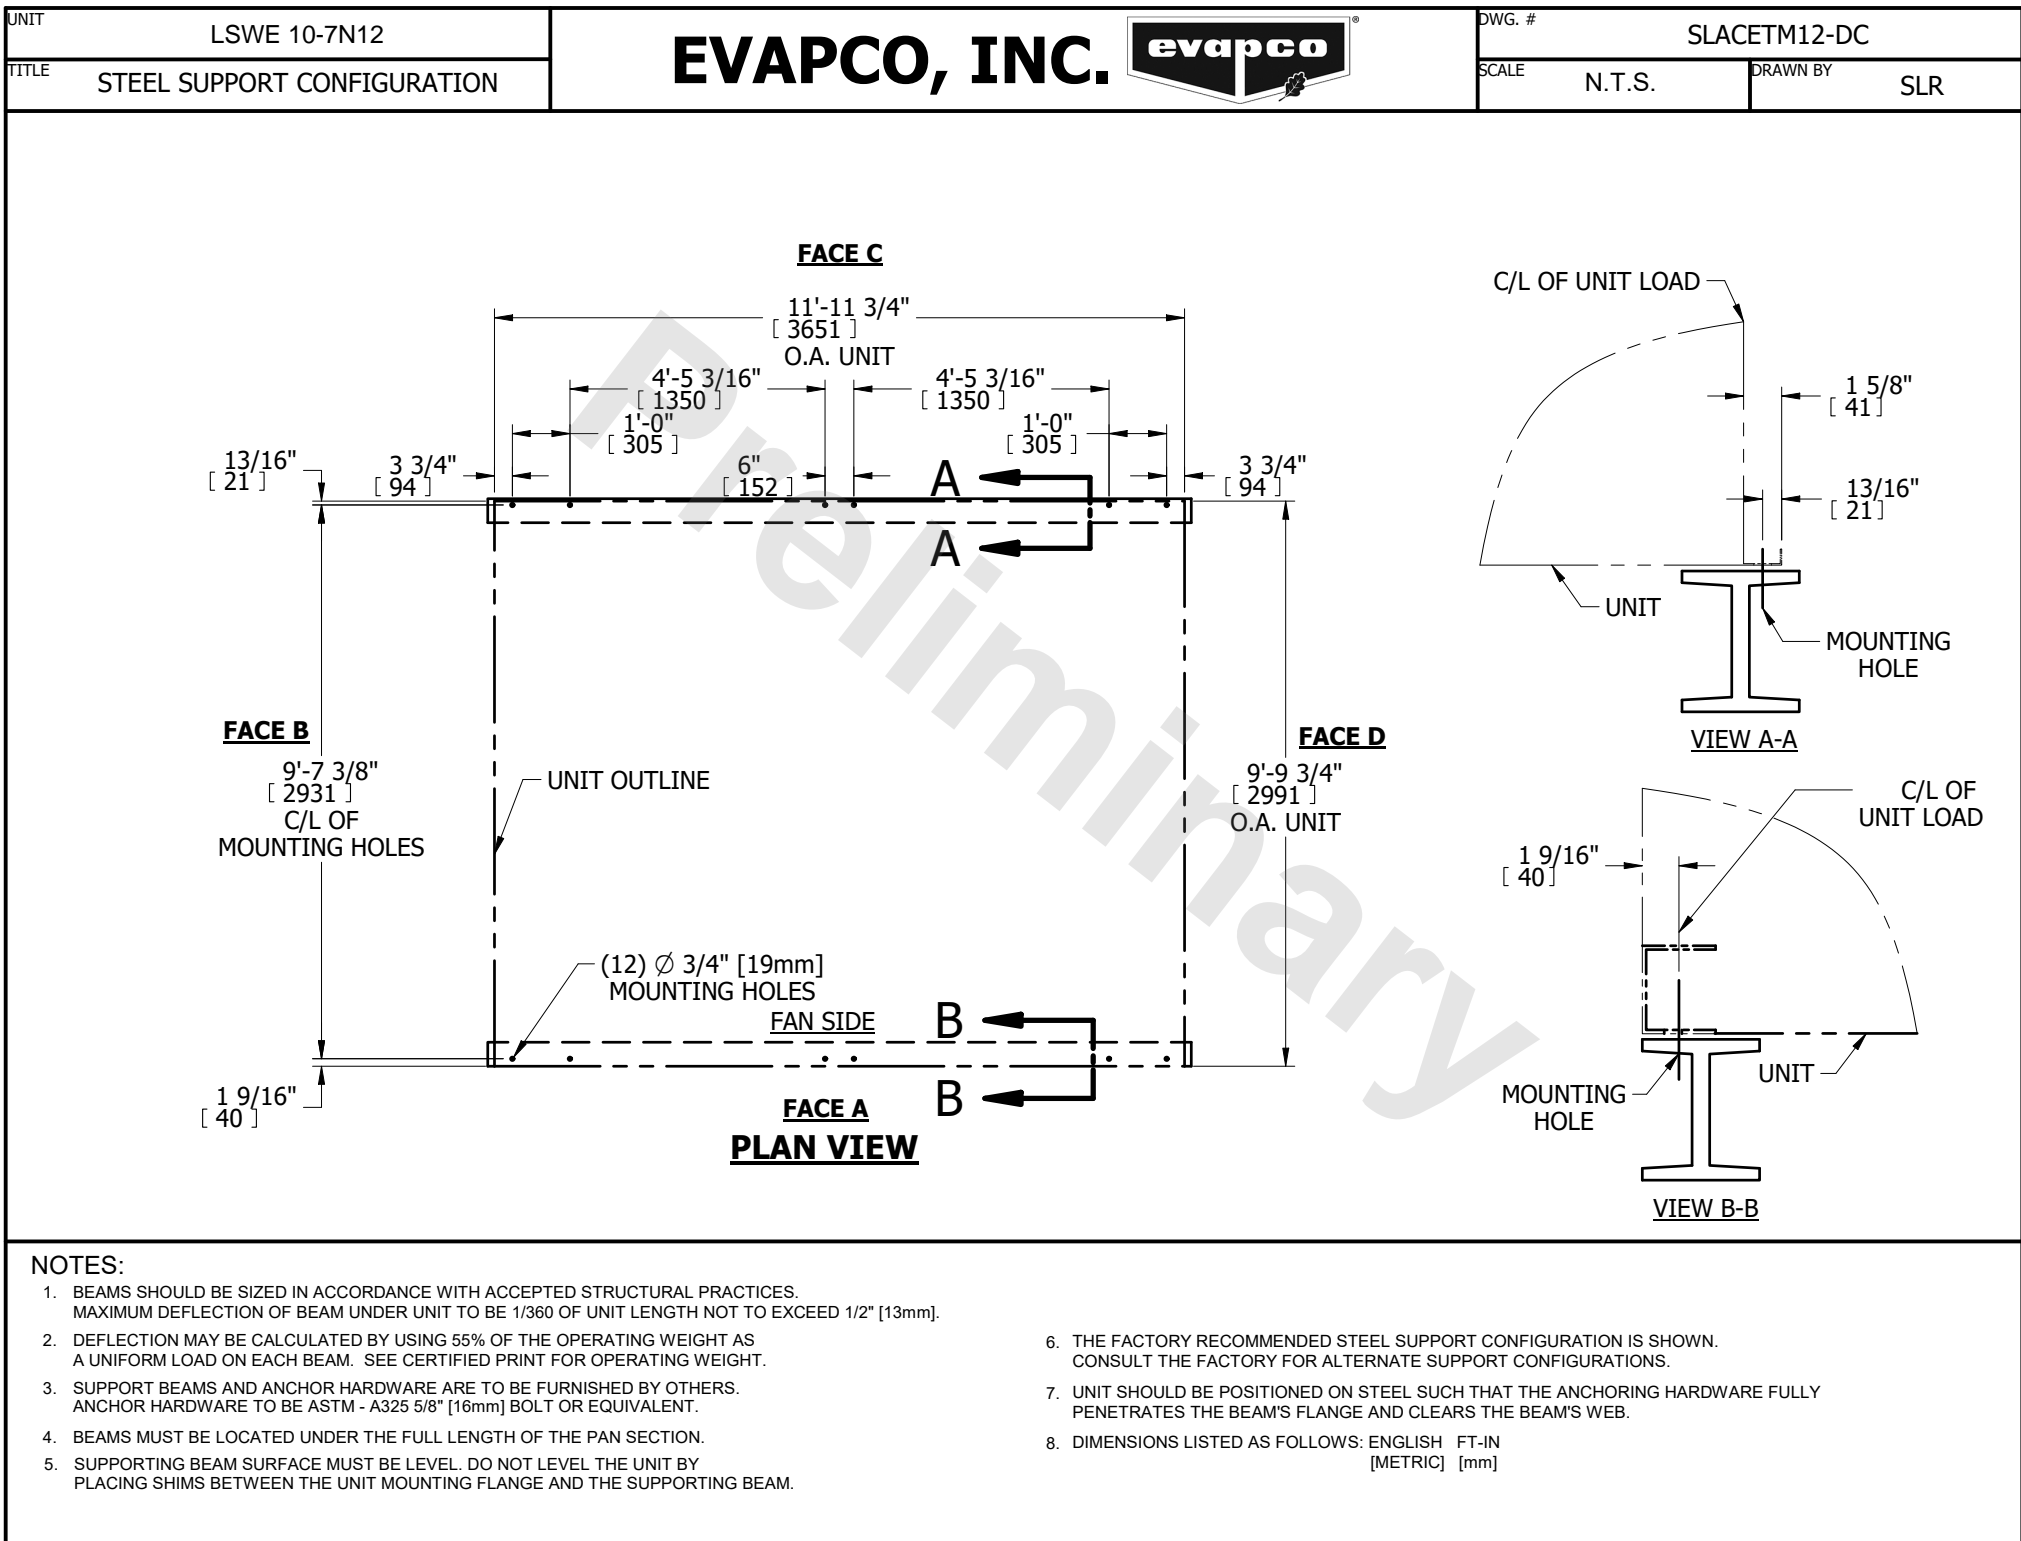 UNIT
LSWE 10-7N12
TITLE
STEEL SUPPORT CONFIGURATION
EVAPCO, INC.
evapco
®
DWG. #
SLACETM12-DC
SCALE
N.T.S.
DRAWN BY
SLR
FACE C
11'-11 3/4"
[ 3651 ]
O.A. UNIT
4'-5 3/16"
[ 1350 ]
4'-5 3/16"
[ 1350 ]
1'-0"
[ 305 ]
1'-0"
[ 305 ]
13/16"
[ 21 ]
3 3/4"
[ 94 ]
6"
[ 152 ]
3 3/4"
[ 94 ]
A
A
FACE B
9'-7 3/8"
[ 2931 ]
C/L OF
MOUNTING HOLES
UNIT OUTLINE
FACE D
9'-9 3/4"
[ 2991 ]
O.A. UNIT
(12) ∅ 3/4" [19mm]
MOUNTING HOLES
FAN SIDE
B
B
1 9/16"
[ 40 ]
FACE A
PLAN VIEW
Preliminary
C/L OF UNIT LOAD
1 5/8"
[ 41 ]
13/16"
[ 21 ]
UNIT
MOUNTING
HOLE
VIEW A-A
C/L OF
UNIT LOAD
1 9/16"
[ 40 ]
UNIT
MOUNTING
HOLE
VIEW B-B
NOTES:
1. BEAMS SHOULD BE SIZED IN ACCORDANCE WITH ACCEPTED STRUCTURAL PRACTICES.
MAXIMUM DEFLECTION OF BEAM UNDER UNIT TO BE 1/360 OF UNIT LENGTH NOT TO EXCEED 1/2" [13mm].
2. DEFLECTION MAY BE CALCULATED BY USING 55% OF THE OPERATING WEIGHT AS
A UNIFORM LOAD ON EACH BEAM. SEE CERTIFIED PRINT FOR OPERATING WEIGHT.
3. SUPPORT BEAMS AND ANCHOR HARDWARE ARE TO BE FURNISHED BY OTHERS.
ANCHOR HARDWARE TO BE ASTM - A325 5/8" [16mm] BOLT OR EQUIVALENT.
4. BEAMS MUST BE LOCATED UNDER THE FULL LENGTH OF THE PAN SECTION.
5. SUPPORTING BEAM SURFACE MUST BE LEVEL. DO NOT LEVEL THE UNIT BY
PLACING SHIMS BETWEEN THE UNIT MOUNTING FLANGE AND THE SUPPORTING BEAM.
6. THE FACTORY RECOMMENDED STEEL SUPPORT CONFIGURATION IS SHOWN.
CONSULT THE FACTORY FOR ALTERNATE SUPPORT CONFIGURATIONS.
7. UNIT SHOULD BE POSITIONED ON STEEL SUCH THAT THE ANCHORING HARDWARE FULLY
PENETRATES THE BEAM'S FLANGE AND CLEARS THE BEAM'S WEB.
8. DIMENSIONS LISTED AS FOLLOWS: ENGLISH FT-IN
[METRIC] [mm]